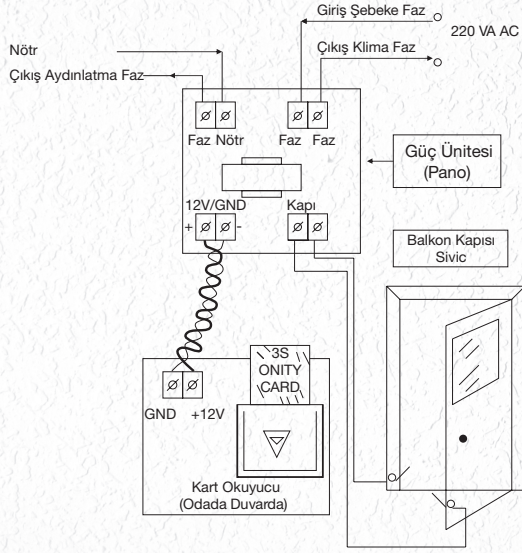 Giriş Şebeke Faz
220 VA AC
Nötr
Çıkış Klima Faz
Çıkış Aydınlatma Faz
Faz Nötr
Faz Faz
Güç Ünitesi
(Pano)
12V/GND
Kapı
+ -
Balkon Kapısı
Sivic
3S
ONITY
CARD
GND +12V
Kart Okuyucu
(Odada Duvarda)